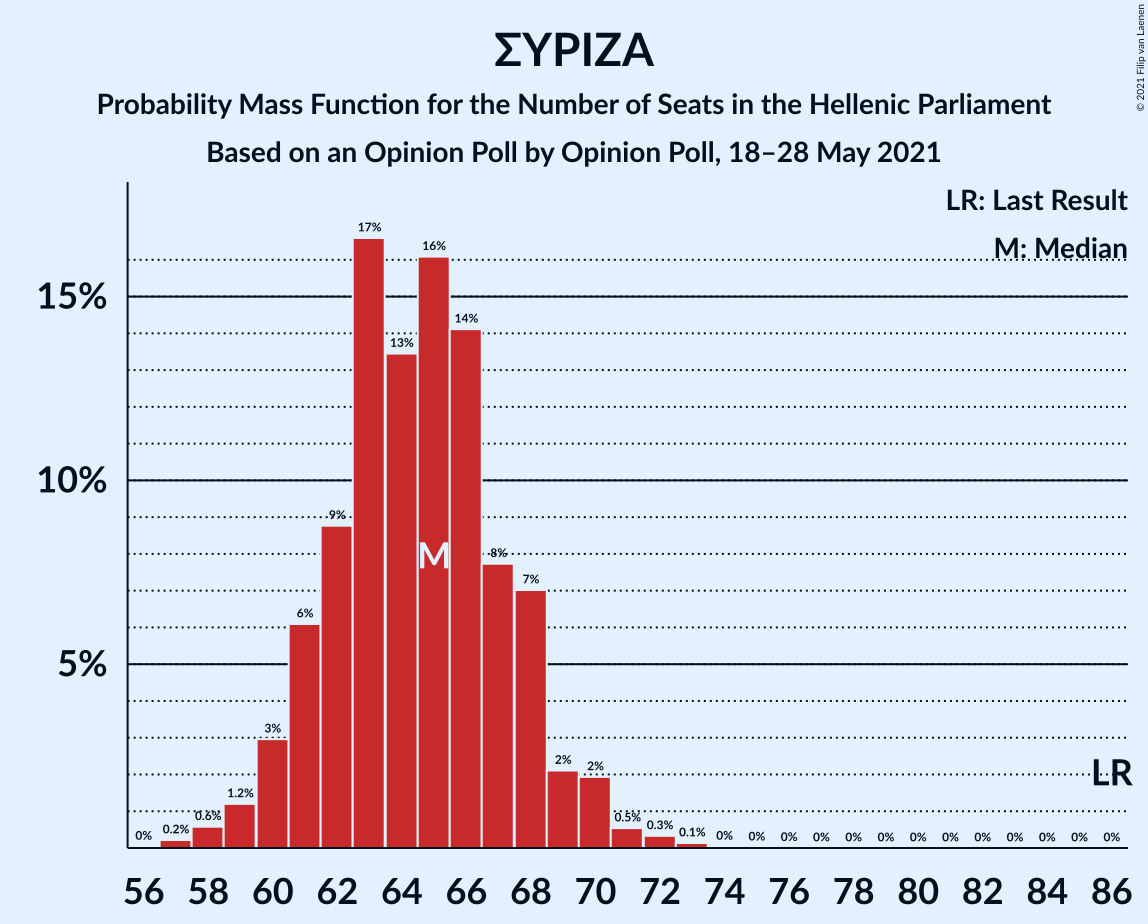 ΣΥΡΙΖΑ
Probability Mass Function for the Number of Seats in the Hellenic Parliament
Based on an Opinion Poll by Opinion Poll, 18–28 May 2021
© 2021 Filip van Laenen
LR: Last Result
M: Median
15%
10%
5%
0% 0.2% 0.6% 1.2% 3% 6% 9% 17% 13% 16% 14% 8% 7% 2% 2% 0.5% 0.3% 0.1% 0% 0% 0% 0% 0% 0% 0% 0% 0% 0% 0% 0% 0%
M
LR
56 58 60 62 64 66 68 70 72 74 76 78 80 82 84 86